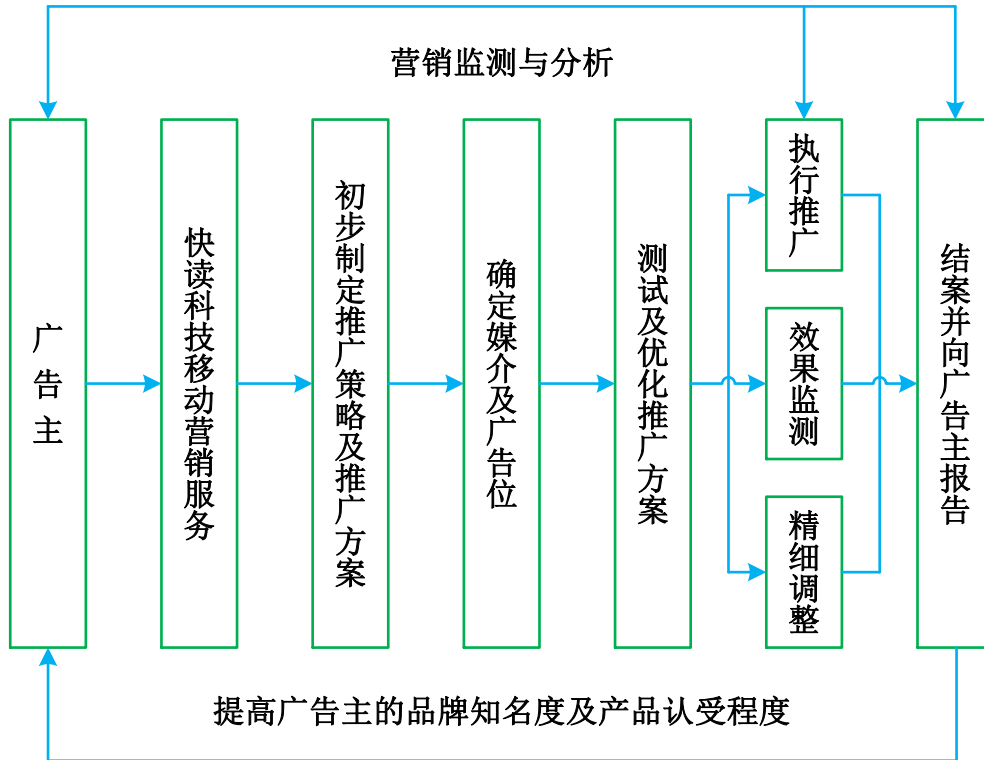 营销监测与分析
广告主
快读科技移动营销服务
初步制定推广策略及推广方案
确定媒介及广告位
测试及优化推广方案
执行推广
效果监测
精细调整
结案并向广告主报告
提高广告主的品牌知名度及产品认受程度